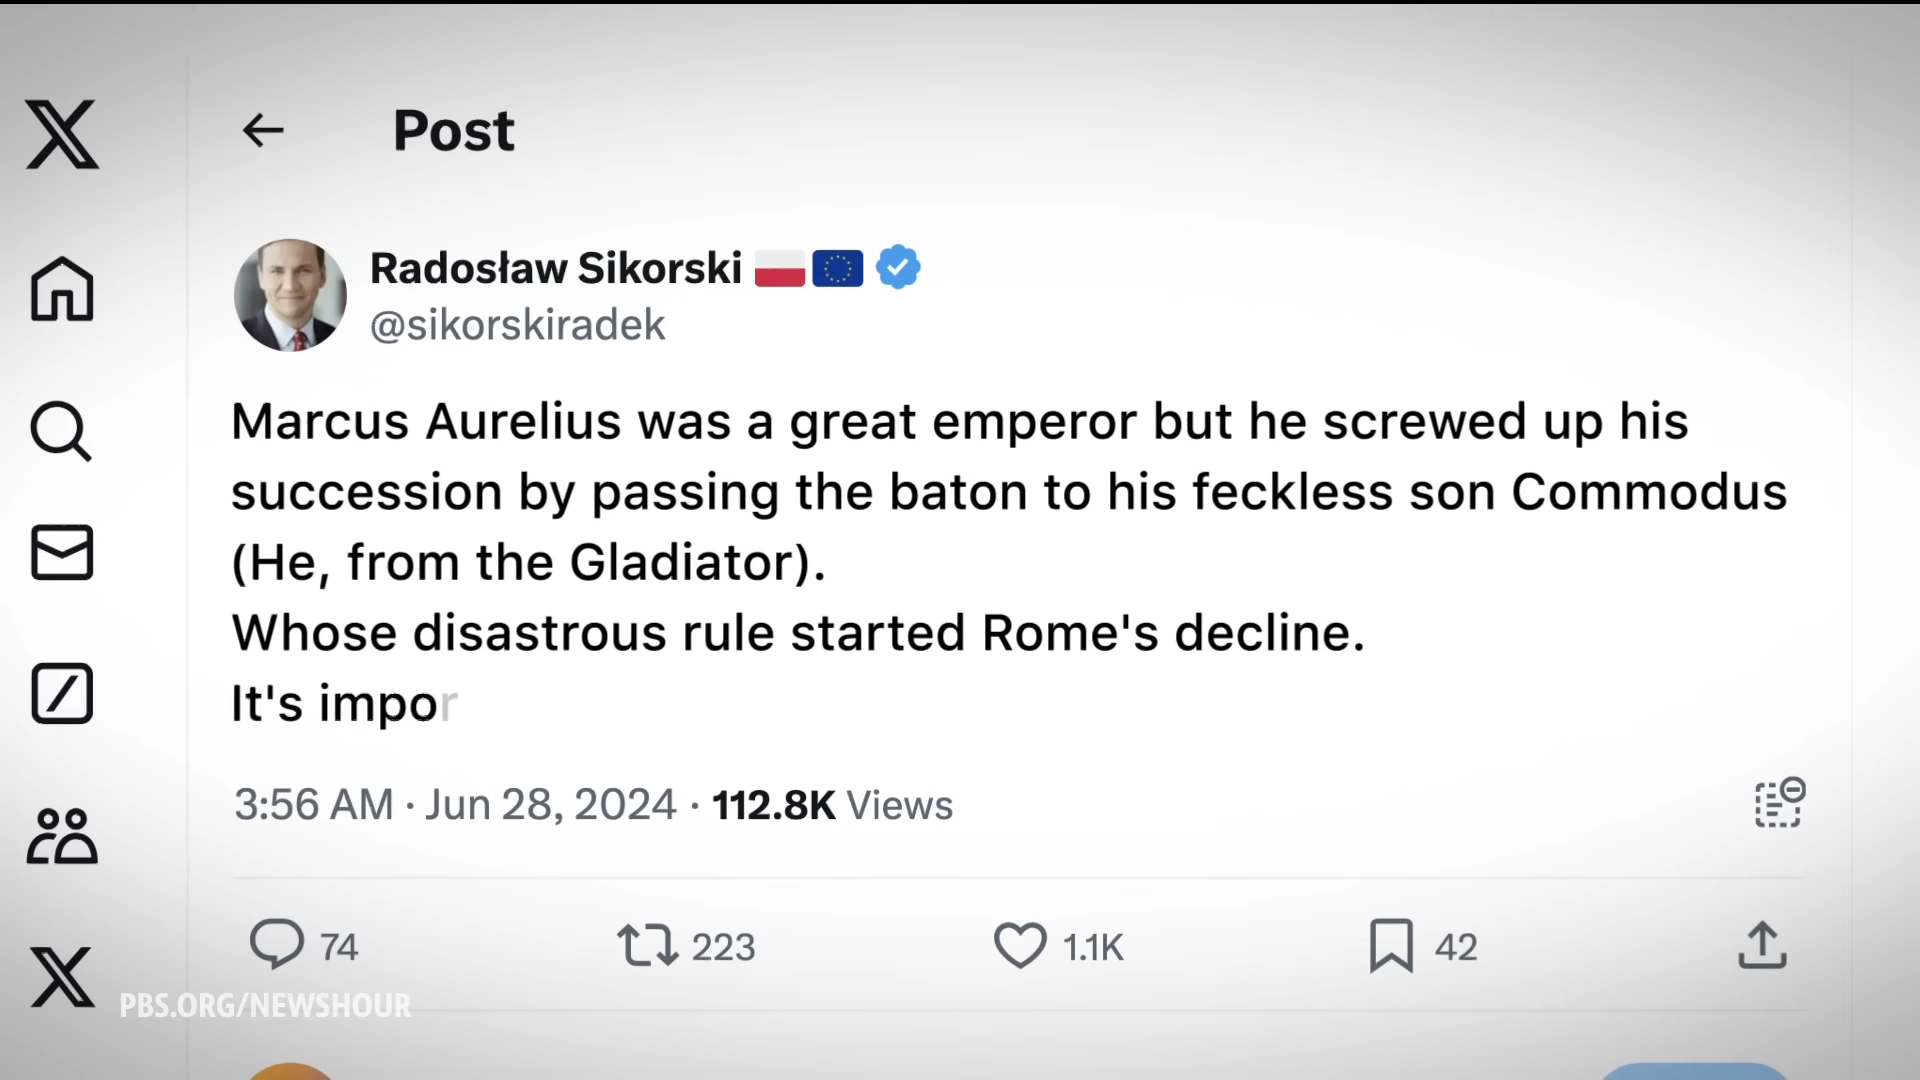 Post
Radosław Sikorski
@sikorskiradek
Marcus Aurelius was a great emperor but he screwed up his
succession by passing the baton to his feckless son Commodus
(He, from the Gladiator).
Whose disastrous rule started Rome's decline.
It's impor
3:56 AM · Jun 28, 2024 · 112.8K Views
74 223 1.1K 42
PBS.ORG/NEWSHOUR